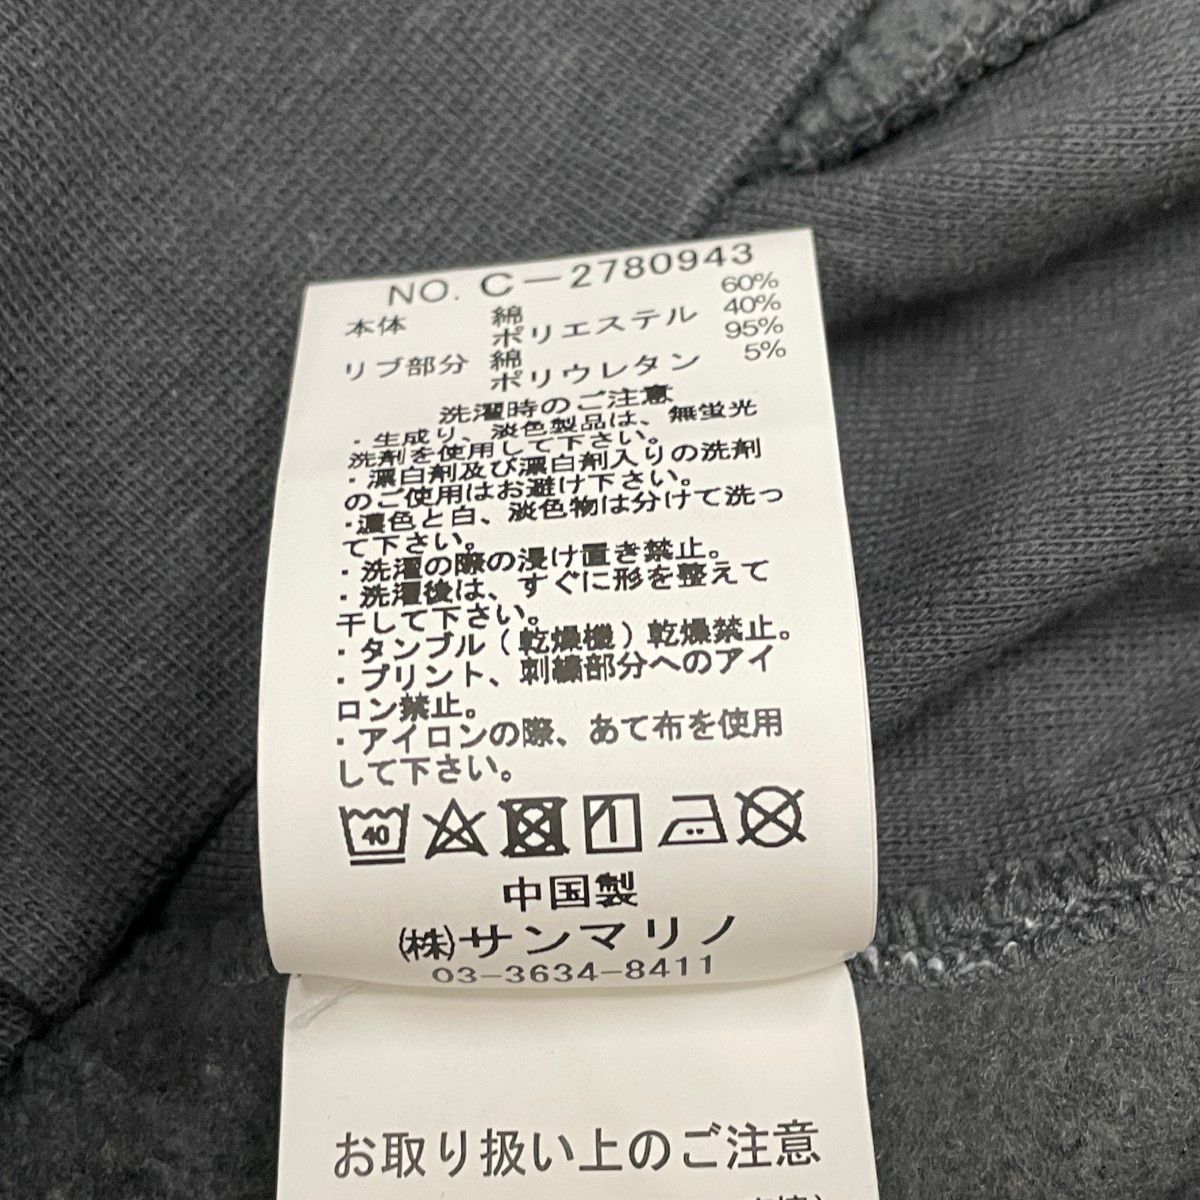 NO. C-2780943
本体 綿 60%
ポリエステル 40%
リブ部分 綿 95%
ポリウレタン 5%
洗濯時のご注意
・生成り、淡色製品は、無蛍光
洗剤を使用して下さい。
・漂白剤及び漂白剤入りの洗剤
のご使用はお避け下さい。
・濃色と白、淡色物は分けて洗っ
て下さい。
・洗濯の際の浸け置き禁止。
・洗濯後は、すぐに形を整えて
干して下さい。
・タンブル(乾燥機)乾燥禁止。
・プリント、刺繍部分へのアイ
ロン禁止。
・アイロンの際、あて布を使用
して下さい。
40
中国製
(株)サンマリノ
03-3634-8411
お取り扱い上のご注意